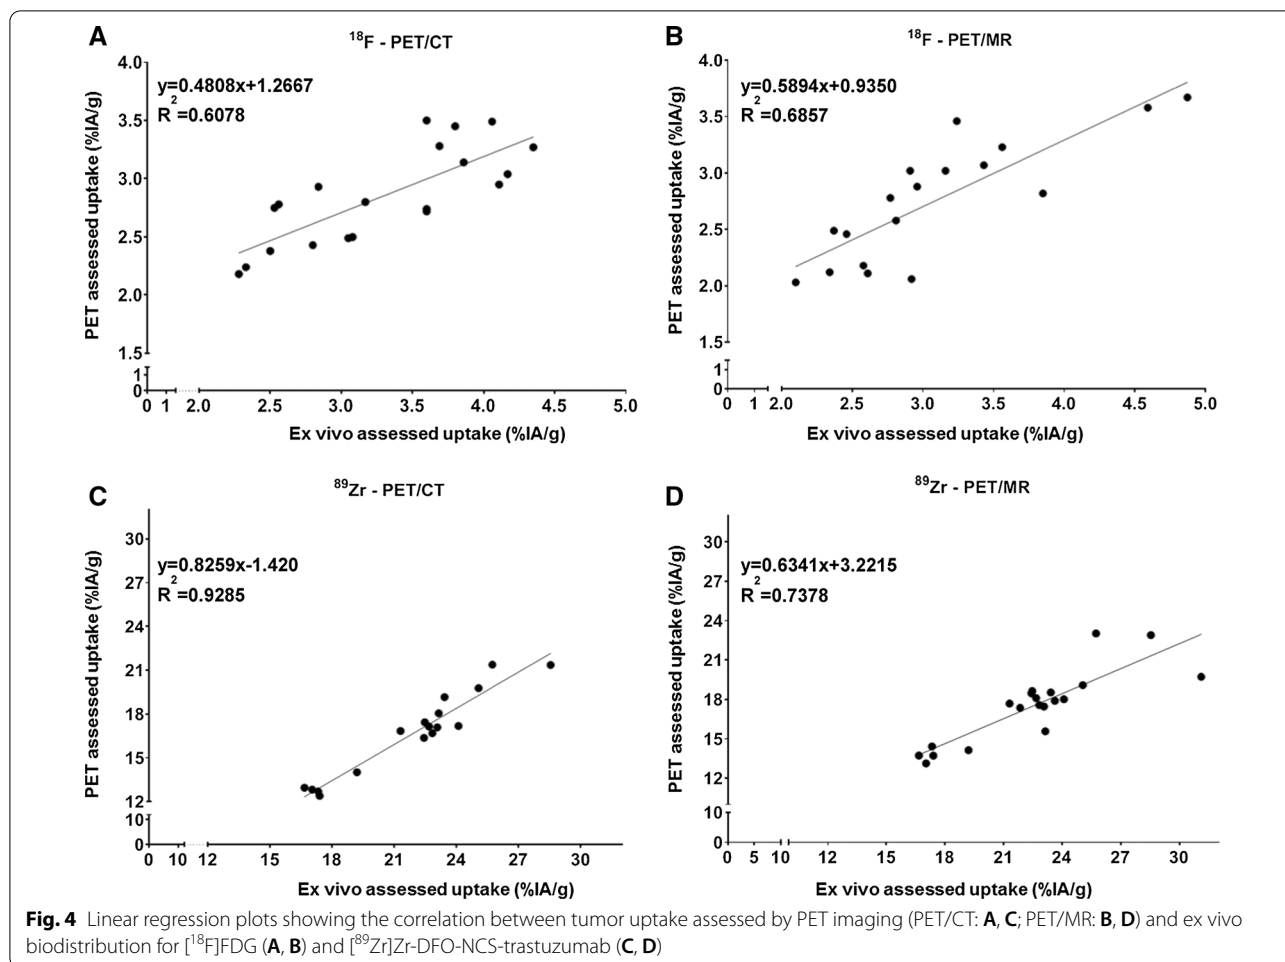 A
¹⁸F - PET/CT
y=0.4808x+1.2667
R²=0.6078
PET assessed uptake (%IA/g)
4.0
3.5
3.0
2.5
2.0
1.5
1
0
0 1 2.0 2.5 3.0 3.5 4.0 4.5 5.0
Ex vivo assessed uptake (%IA/g)
B
¹⁸F - PET/MR
y=0.5894x+0.9350
R²=0.6857
PET assessed uptake (%IA/g)
4.0
3.5
3.0
2.5
2.0
1.5
1
0
0 1 2.0 2.5 3.0 3.5 4.0 4.5 5.0
Ex vivo assessed uptake (%IA/g)
C
⁸⁹Zr - PET/CT
y=0.8259x-1.420
R²=0.9285
PET assessed uptake (%IA/g)
30
27
24
21
18
15
12
10
0
0 10 12 15 18 21 24 27 30
Ex vivo assessed uptake (%IA/g)
D
⁸⁹Zr - PET/MR
y=0.6341x+3.2215
R²=0.7378
PET assessed uptake (%IA/g)
30
27
24
21
18
15
12
10
0
0 5 10 12 15 18 21 24 27 30
Ex vivo assessed uptake (%IA/g)
Fig. 4 Linear regression plots showing the correlation between tumor uptake assessed by PET imaging (PET/CT: A, C; PET/MR: B, D) and ex vivo
biodistribution for [¹⁸F]FDG (A, B) and [⁸⁹Zr]Zr-DFO-NCS-trastuzumab (C, D)